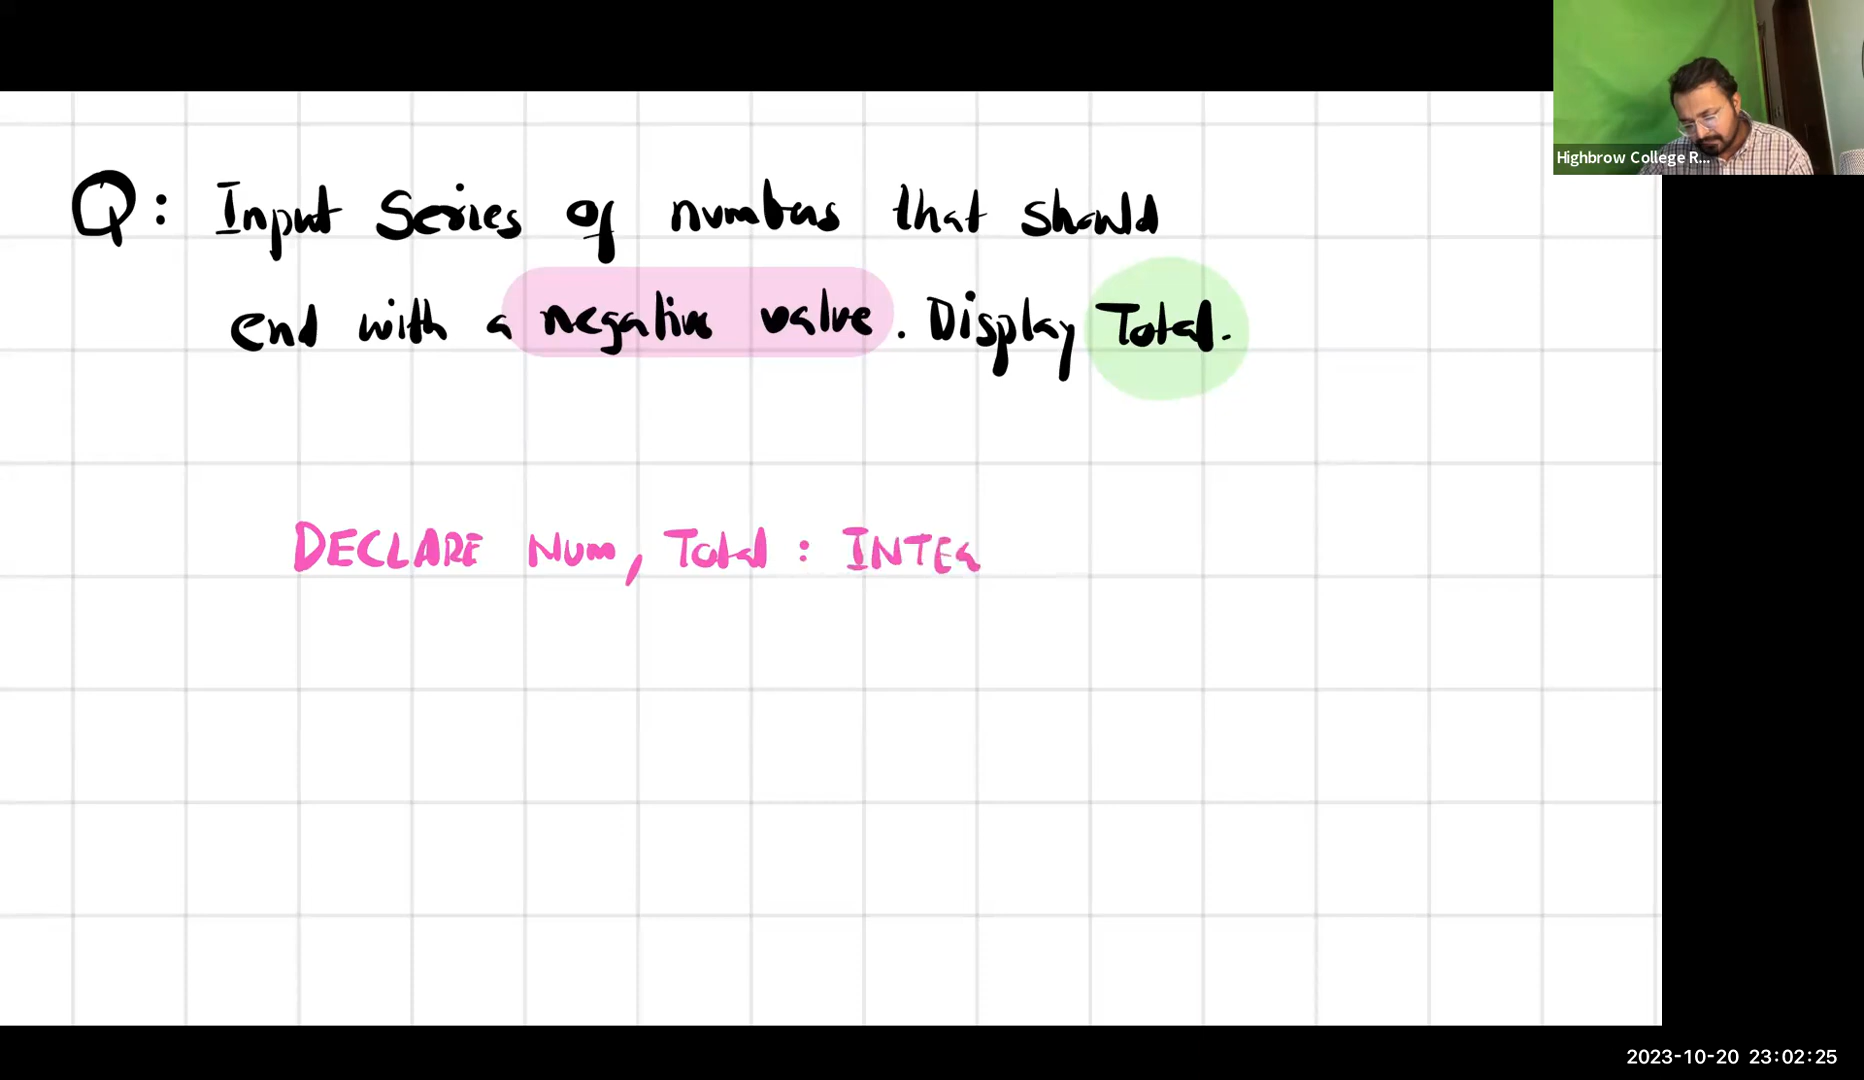 Highbrow College R...
Q: Input Series of numbers that should
end with a negative value. Display Total.
DECLARE Num, Total : INTEG
2023-10-20 23:02:25